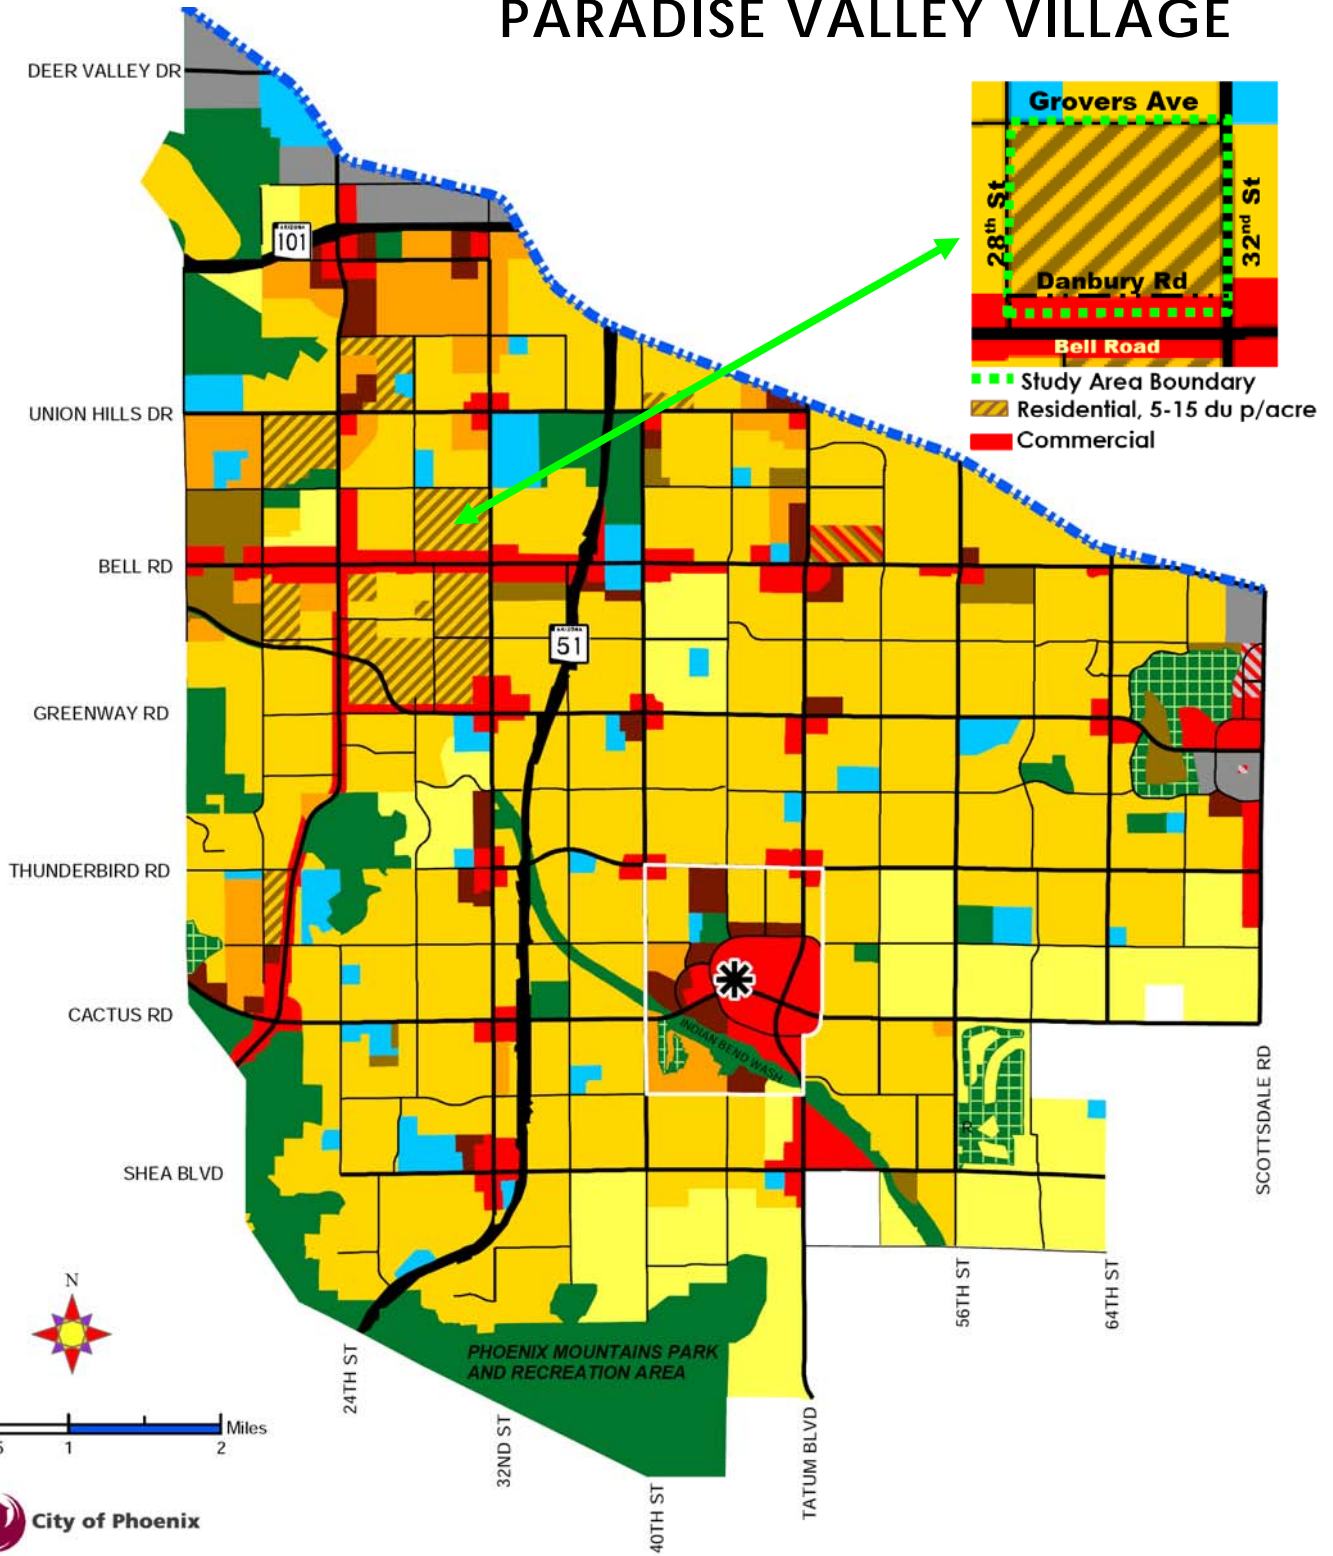 PARADISE VALLEY VILLAGE
DEER VALLEY DR
Grovers Ave
28th St
32nd St
Danbury Rd
Bell Road
Study Area Boundary
Residential, 5-15 du p/acre
Commercial
ARIZONA
101
UNION HILLS DR
BELL RD
ARIZONA
51
GREENWAY RD
THUNDERBIRD RD
CACTUS RD
INDIAN BEND WASH
SHEA BLVD
SCOTTSDALE RD
R
N
56TH ST
64TH ST
PHOENIX MOUNTAINS PARK
AND RECREATION AREA
24TH ST
32ND ST
40TH ST
TATUM BLVD
Miles
1
2
City of Phoenix